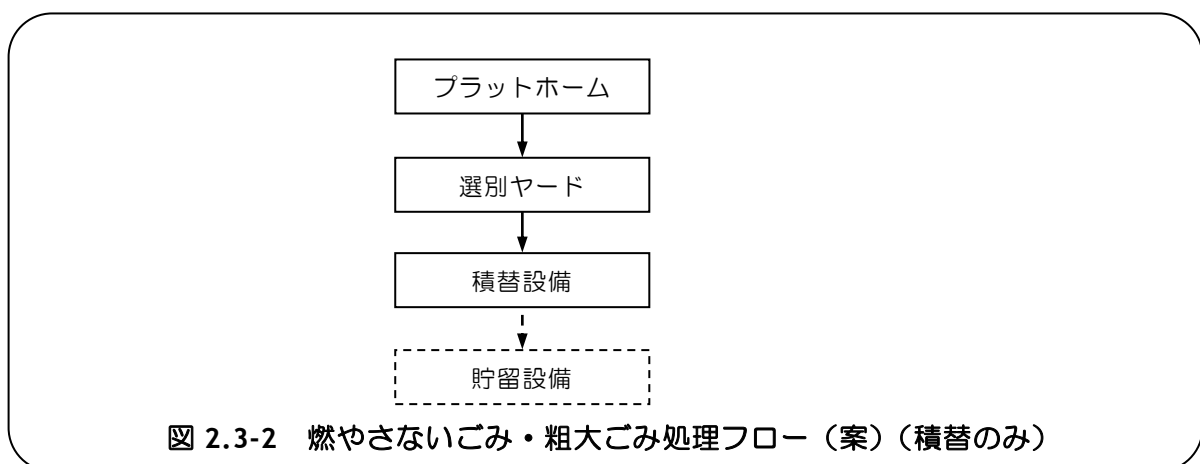 プラットホーム
選別ヤード
積替設備
貯留設備
図 2.3-2　燃やさないごみ・粗大ごみ処理フロー（案）（積替のみ）